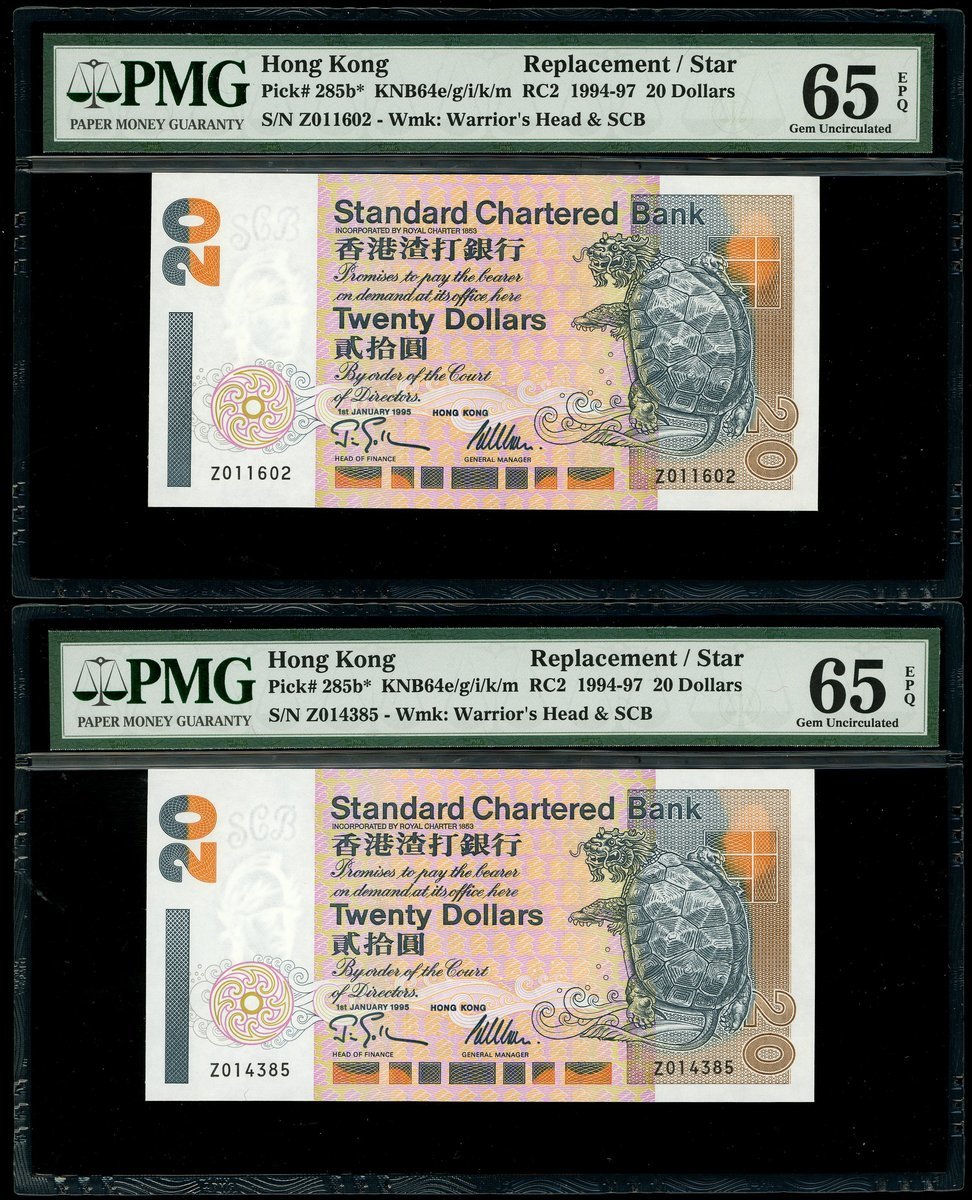 PMG
PAPER MONEY GUARANTY
Hong Kong Replacement / Star
Pick# 285b* KNB64e/g/i/k/m RC2 1994-97 20 Dollars
S/N Z011602 - Wmk: Warrior's Head & SCB
65
EPQ
Gem Uncirculated
20
SCB
Standard Chartered Bank
INCORPORATED BY ROYAL CHARTER 1853
香港渣打銀行
Promises to pay the bearer
on demand at its office here
Twenty Dollars
貳拾圓
By order of the Court
of Directors.
1st JANUARY 1995 HONG KONG
HEAD OF FINANCE GENERAL MANAGER
Z011602
Z011602
20
PMG
PAPER MONEY GUARANTY
Hong Kong Replacement / Star
Pick# 285b* KNB64e/g/i/k/m RC2 1994-97 20 Dollars
S/N Z014385 - Wmk: Warrior's Head & SCB
65
EPQ
Gem Uncirculated
20
SCB
Standard Chartered Bank
INCORPORATED BY ROYAL CHARTER 1853
香港渣打銀行
Promises to pay the bearer
on demand at its office here
Twenty Dollars
貳拾圓
By order of the Court
of Directors.
1st JANUARY 1995 HONG KONG
HEAD OF FINANCE GENERAL MANAGER
Z014385
Z014385
20